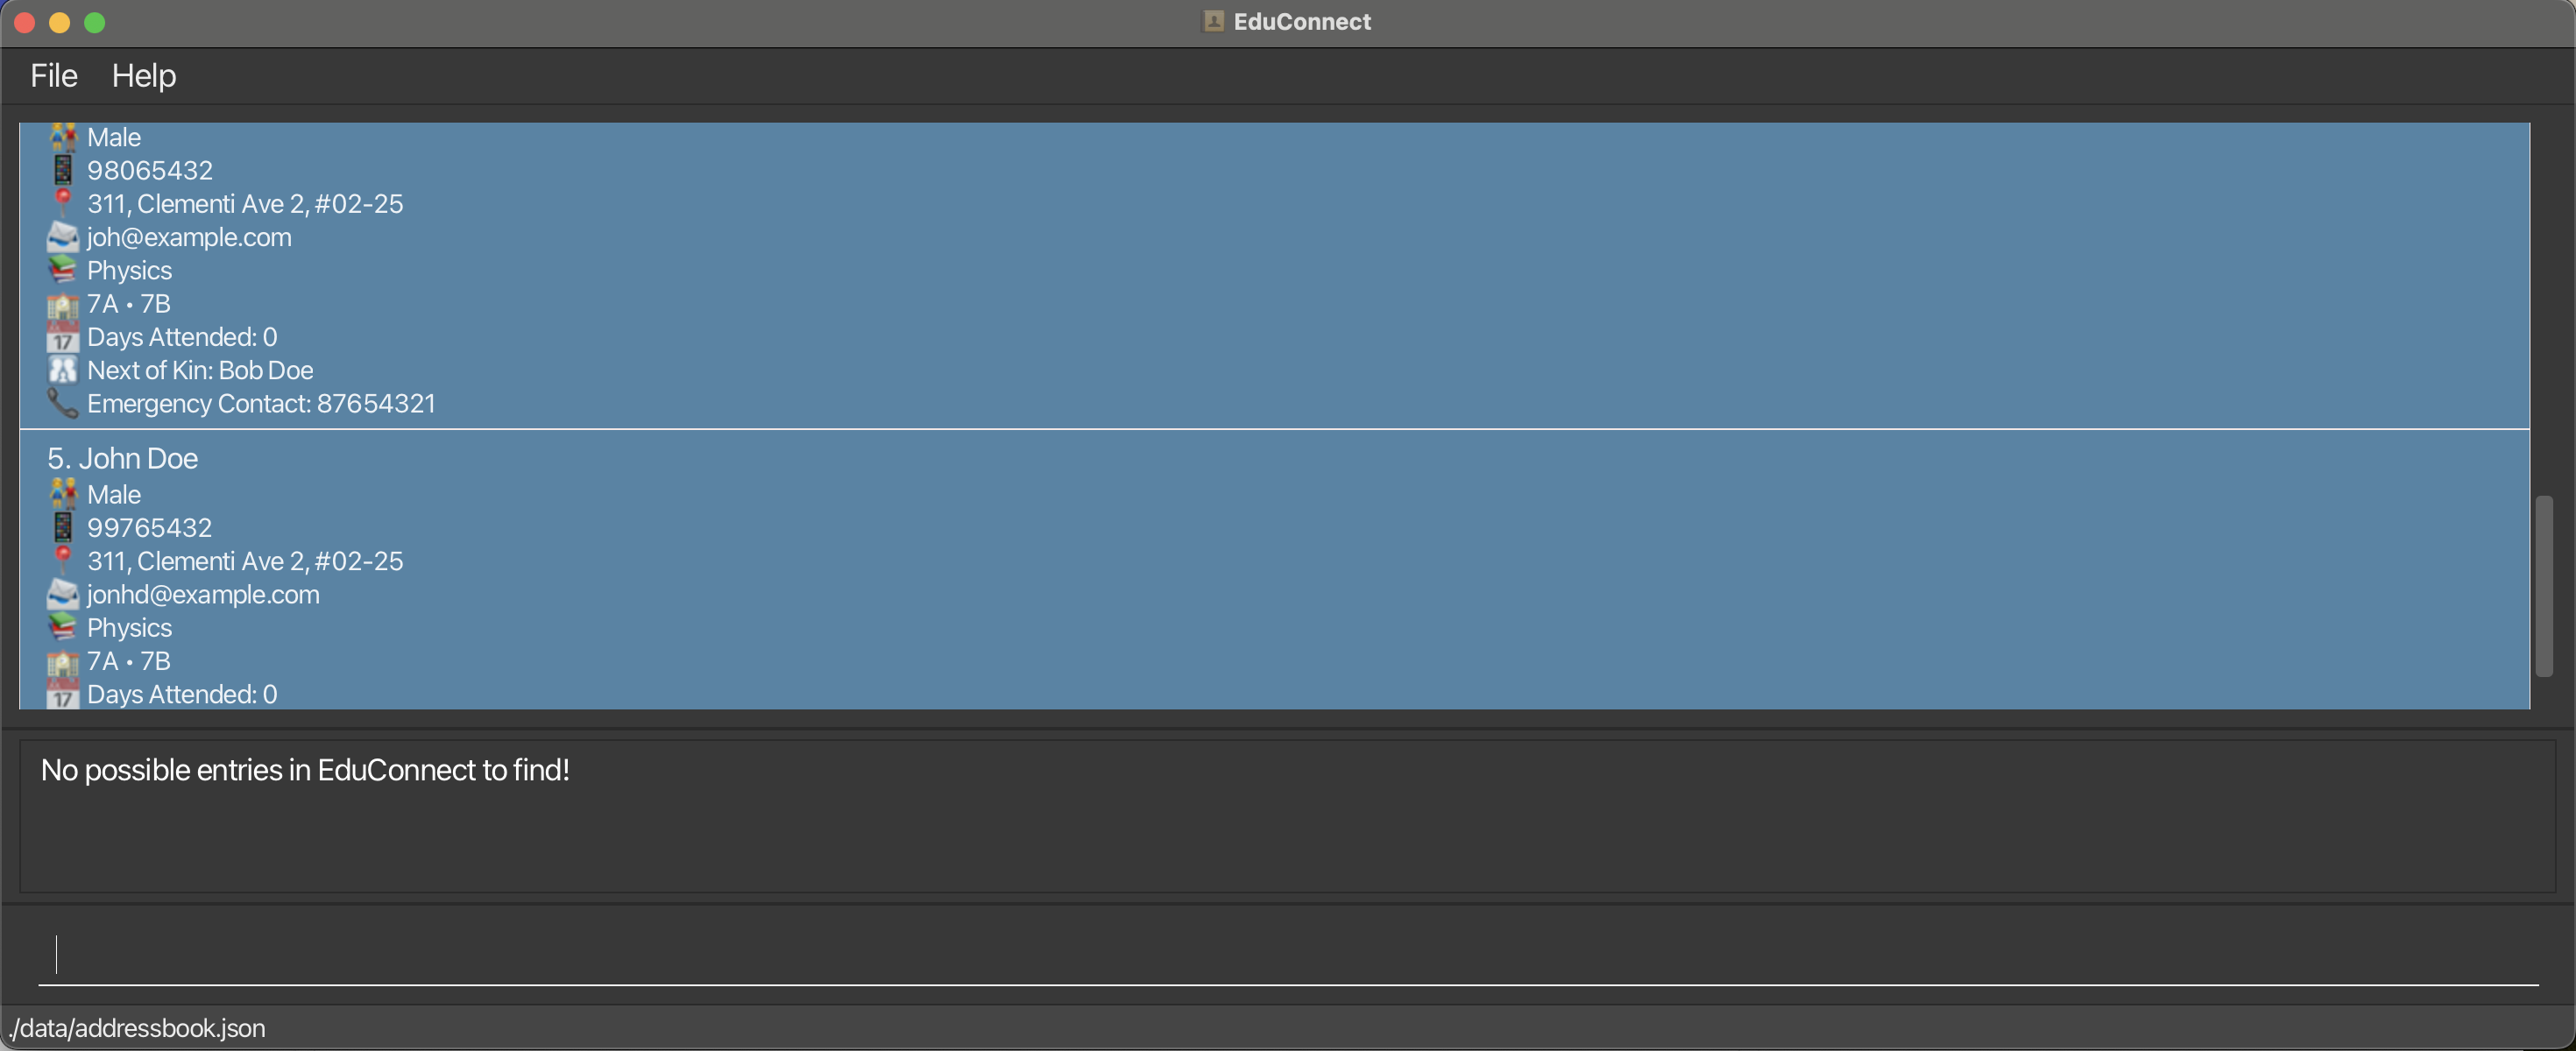 EduConnect
File Help
Male
98065432
311, Clementi Ave 2, #02-25
joh@example.com
Physics
7A • 7B
17 Days Attended: 0
Next of Kin: Bob Doe
Emergency Contact: 87654321
5. John Doe
Male
99765432
311, Clementi Ave 2, #02-25
jonhd@example.com
Physics
7A • 7B
17 Days Attended: 0
No possible entries in EduConnect to find!
./data/addressbook.json